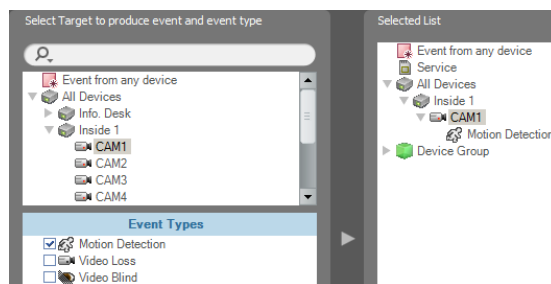 Select Target to produce event and event type
Event from any device
All Devices
Info. Desk
Inside 1
CAM1
CAM2
CAM3
CAM4
Event Types
Motion Detection
Video Loss
Video Blind
Selected List
Event from any device
Service
All Devices
Inside 1
CAM1
Motion Detection
Device Group